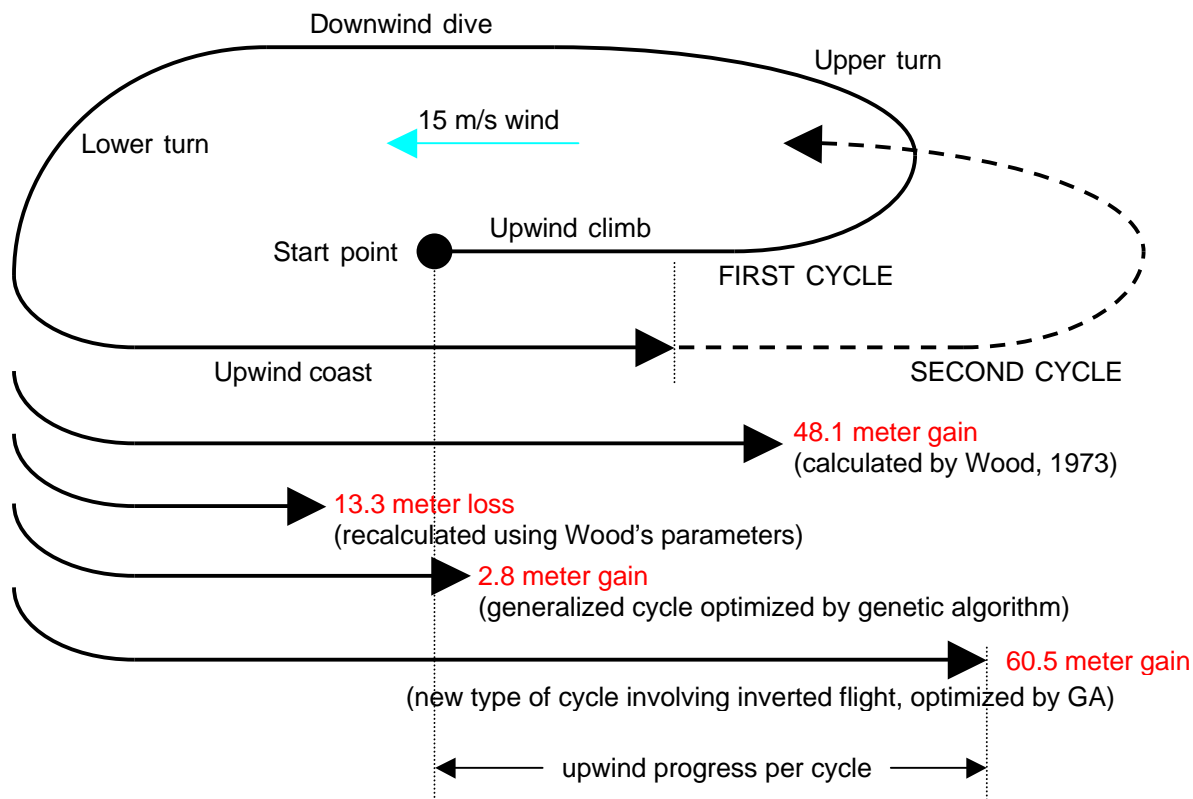 Downwind dive
Upper turn
15 m/s wind
Lower turn
Upwind climb
Start point
FIRST CYCLE
Upwind coast
SECOND CYCLE
48.1 meter gain
(calculated by Wood, 1973)
13.3 meter loss
(recalculated using Wood's parameters)
2.8 meter gain
(generalized cycle optimized by genetic algorithm)
60.5 meter gain
(new type of cycle involving inverted flight, optimized by GA)
upwind progress per cycle